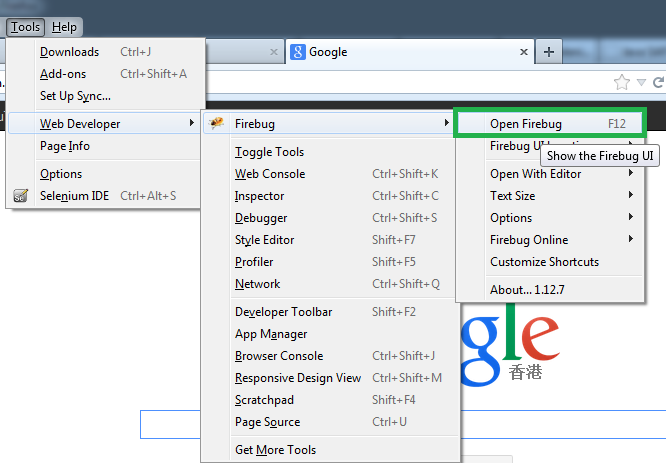 Tools Help
Google
Downloads Ctrl+J
Add-ons Ctrl+Shift+A
Set Up Sync...
Web Developer
Page Info
Options
Selenium IDE Ctrl+Alt+S
Firebug
Toggle Tools
Web Console Ctrl+Shift+K
Inspector Ctrl+Shift+C
Debugger Ctrl+Shift+S
Style Editor Shift+F7
Profiler Shift+F5
Network Ctrl+Shift+Q
Developer Toolbar Shift+F2
App Manager
Browser Console Ctrl+Shift+J
Responsive Design View Ctrl+Shift+M
Scratchpad Shift+F4
Page Source Ctrl+U
Get More Tools
Open Firebug F12
Firebug UI
Show the Firebug UI
Open With Editor
Text Size
Options
Firebug Online
Customize Shortcuts
About... 1.12.7
gle
香港